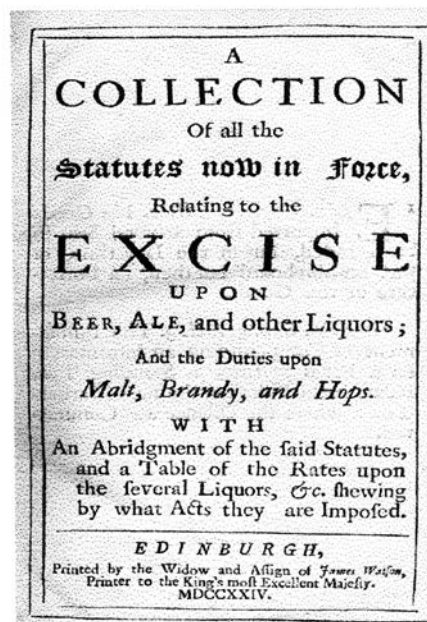 A
COLLECTION
Of all the
Statutes now in Force,
Relating to the
EXCISE
UPON
BEER, ALE, and other Liquors;
And the Duties upon
Malt, Brandy, and Hops.
WITH
An Abridgment of the ſaid Statutes,
and a Table of the Rates upon
the ſeveral Liquors, &c. ſhewing
by what Acts they are Impoſed.
EDINBURGH,
Printed by the Widow and Aſſign of James Watſon,
Printer to the King's moſt Excellent Majeſty.
MDCCXXIV.